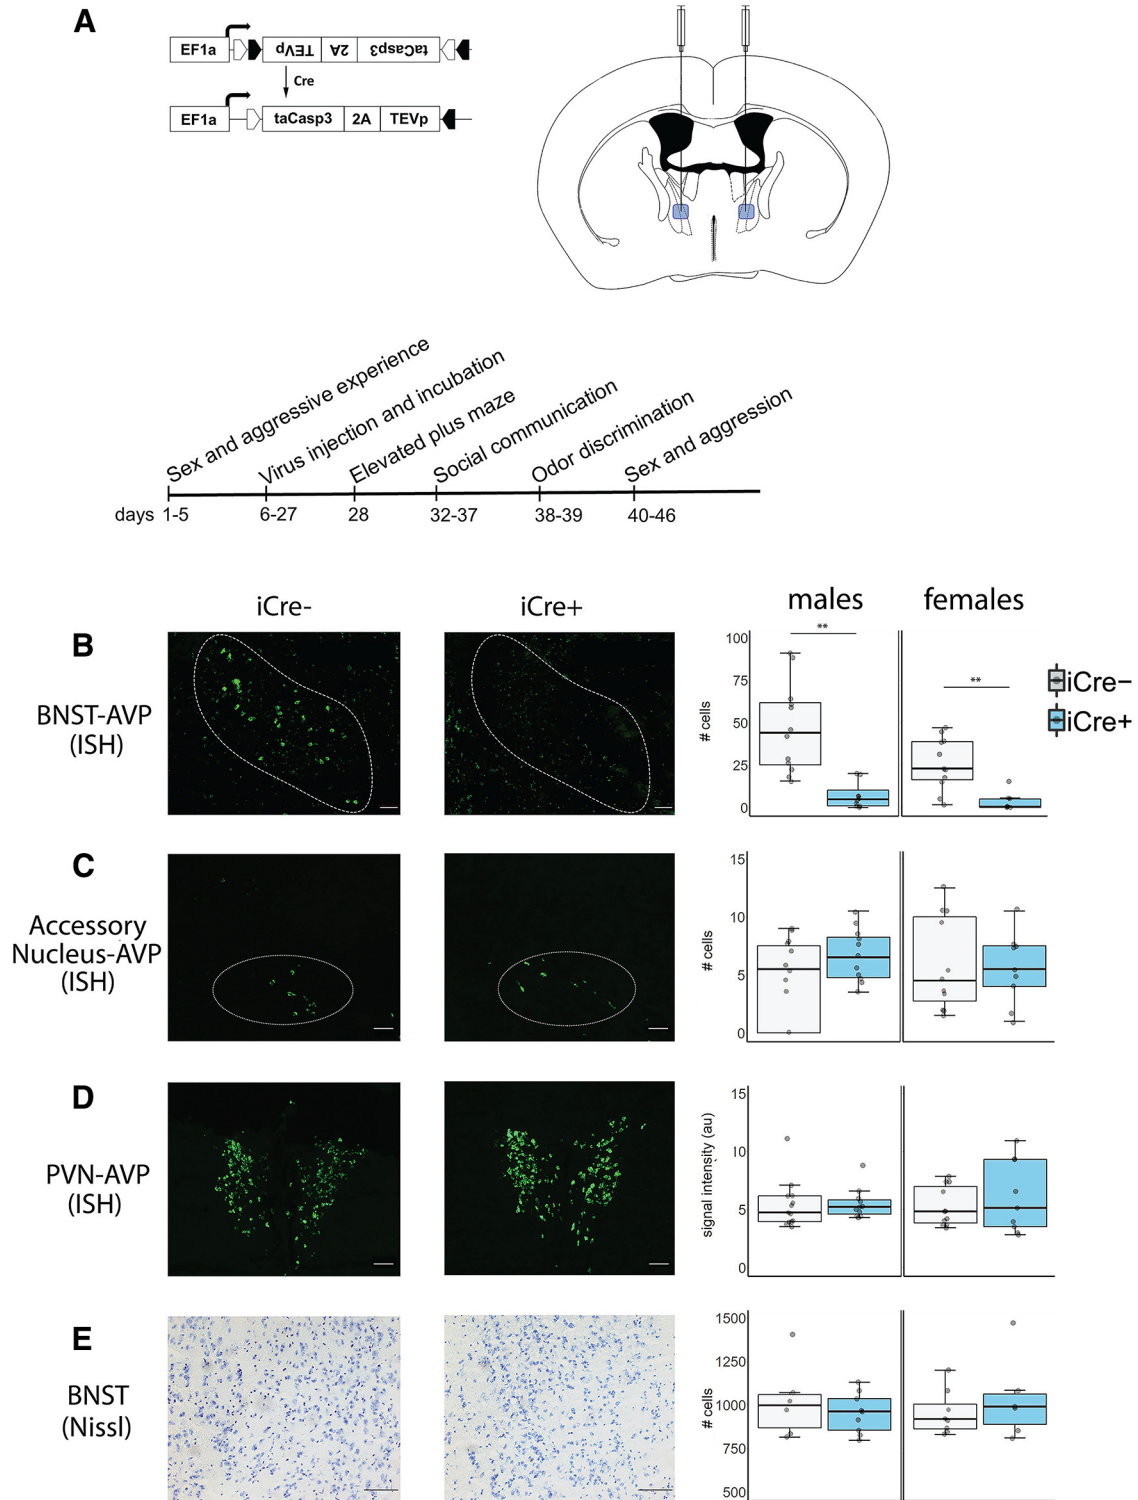 A
EF1a
TEVp
2A
taCasp3
Cre
EF1a
taCasp3
2A
TEVp
Sex and aggressive experience
Virus injection and incubation
Elevated plus maze
Social communication
Odor discrimination
Sex and aggression
days 1-5
6-27
28
32-37
38-39
40-46
iCre-
iCre+
males
females
B
BNST-AVP
(ISH)
# cells
100
75
50
25
0
**
**
iCre−
iCre+
C
Accessory
Nucleus-AVP
(ISH)
# cells
15
10
5
0
D
PVN-AVP
(ISH)
signal intensity (au)
15
10
5
0
E
BNST
(Nissl)
# cells
1500
1250
1000
750
500